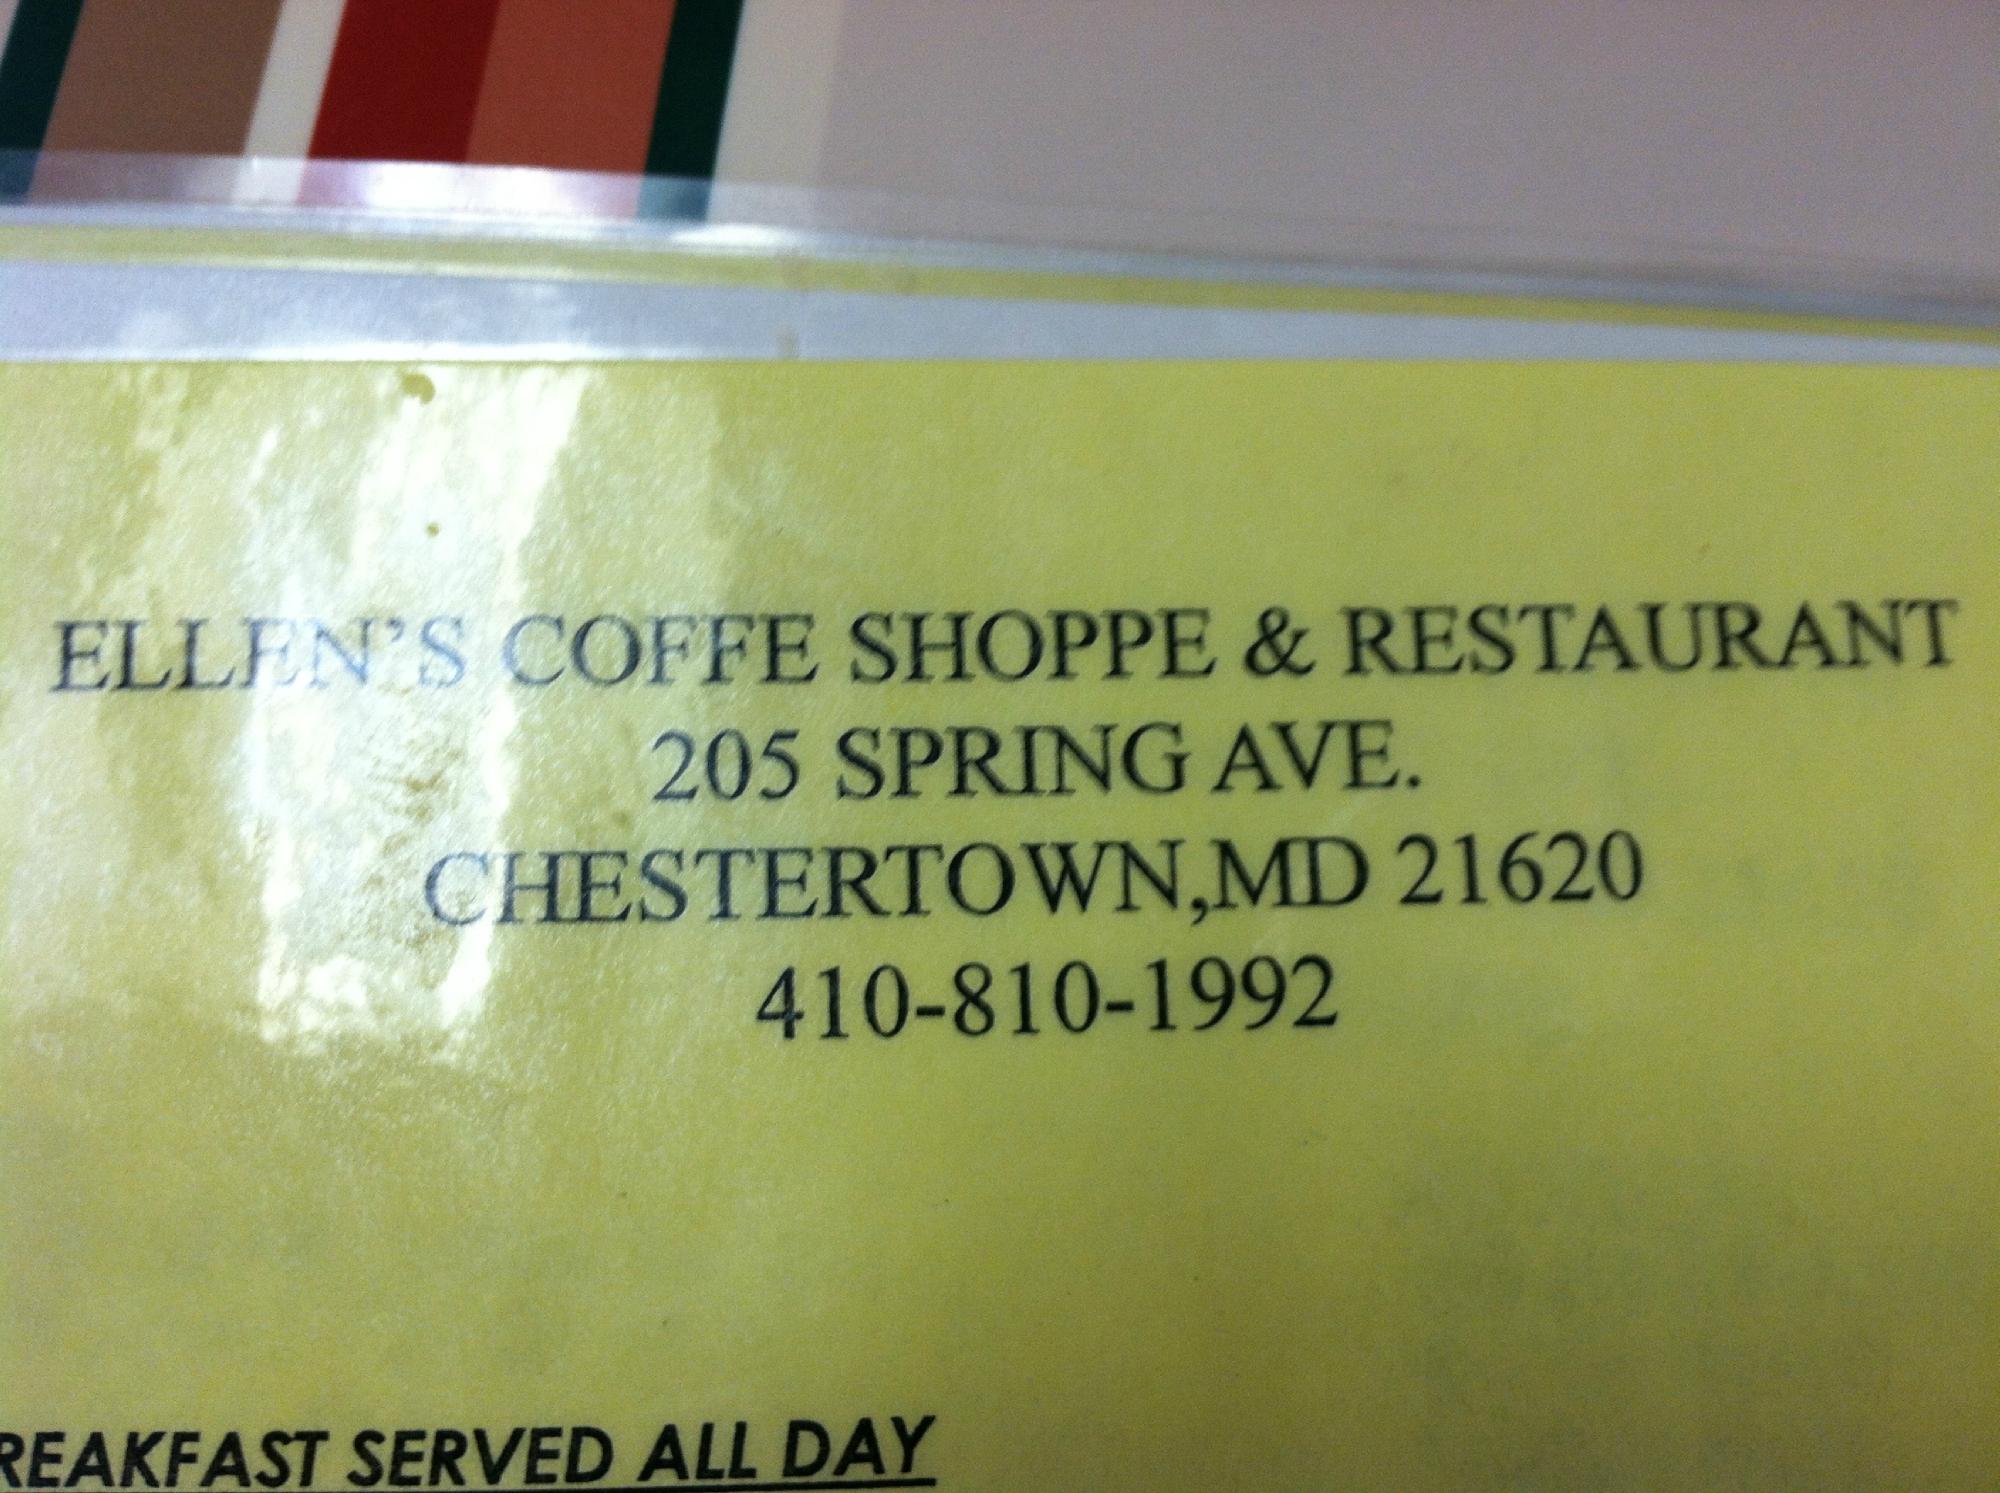 ELLEN'S COFFE SHOPPE & RESTAURANT
205 SPRING AVE.
CHESTERTOWN,MD 21620
410-810-1992
REAKFAST SERVED ALL DAY